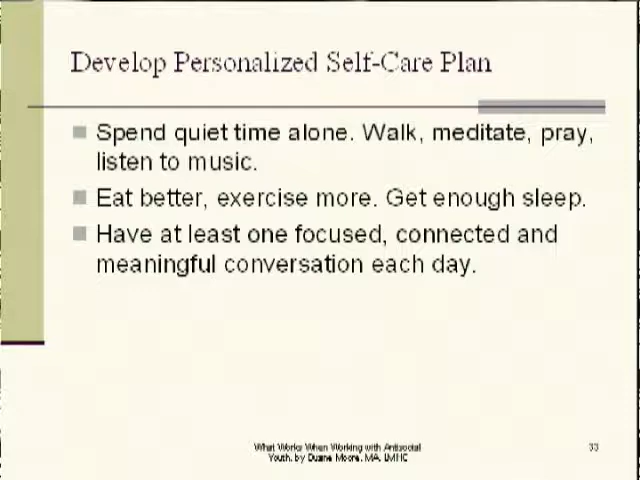 Develop Personalized Self-Care Plan
Spend quiet time alone. Walk, meditate, pray,
listen to music.
Eat better, exercise more. Get enough sleep.
Have at least one focused, connected and
meaningful conversation each day.
What Works When Working with Antisocial
Youth, by Duane Moore, MA, LMHC
33